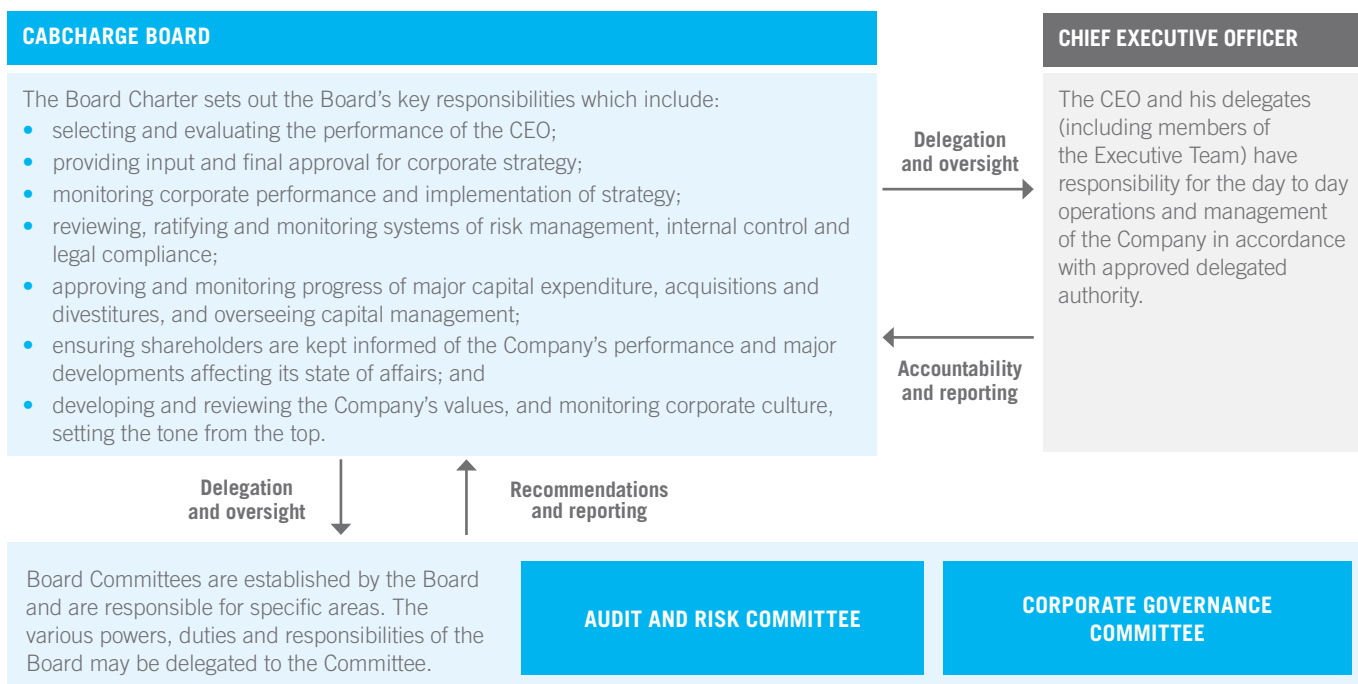 CABCHARGE BOARD
The Board Charter sets out the Board’s key responsibilities which include:
• selecting and evaluating the performance of the CEO;
• providing input and final approval for corporate strategy;
• monitoring corporate performance and implementation of strategy;
• reviewing, ratifying and monitoring systems of risk management, internal control and
legal compliance;
• approving and monitoring progress of major capital expenditure, acquisitions and
divestitures, and overseeing capital management;
• ensuring shareholders are kept informed of the Company’s performance and major
developments affecting its state of affairs; and
• developing and reviewing the Company’s values, and monitoring corporate culture,
setting the tone from the top.
Delegation
and oversight
Accountability
and reporting
CHIEF EXECUTIVE OFFICER
The CEO and his delegates
(including members of
the Executive Team) have
responsibility for the day to day
operations and management
of the Company in accordance
with approved delegated
authority.
Delegation
and oversight
Recommendations
and reporting
Board Committees are established by the Board
and are responsible for specific areas. The
various powers, duties and responsibilities of the
Board may be delegated to the Committee.
AUDIT AND RISK COMMITTEE
CORPORATE GOVERNANCE
COMMITTEE